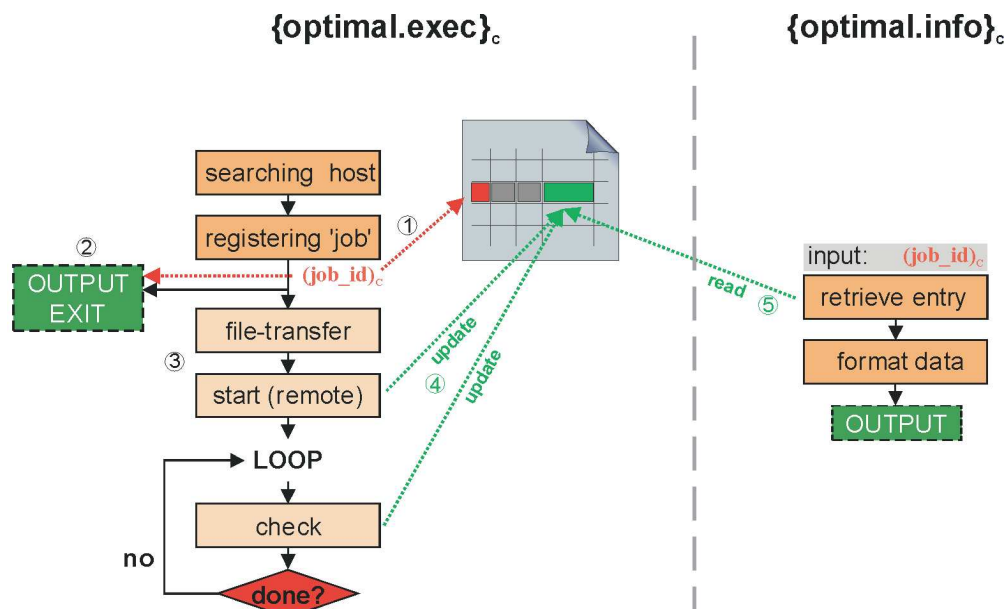 {optimal.exec}c
{optimal.info}c
searching host
registering 'job'
①
②
(job_id)c
OUTPUT
EXIT
file-transfer
③
start (remote)
update
④
update
LOOP
check
no
done?
read
⑤
input: (job_id)c
retrieve entry
format data
OUTPUT